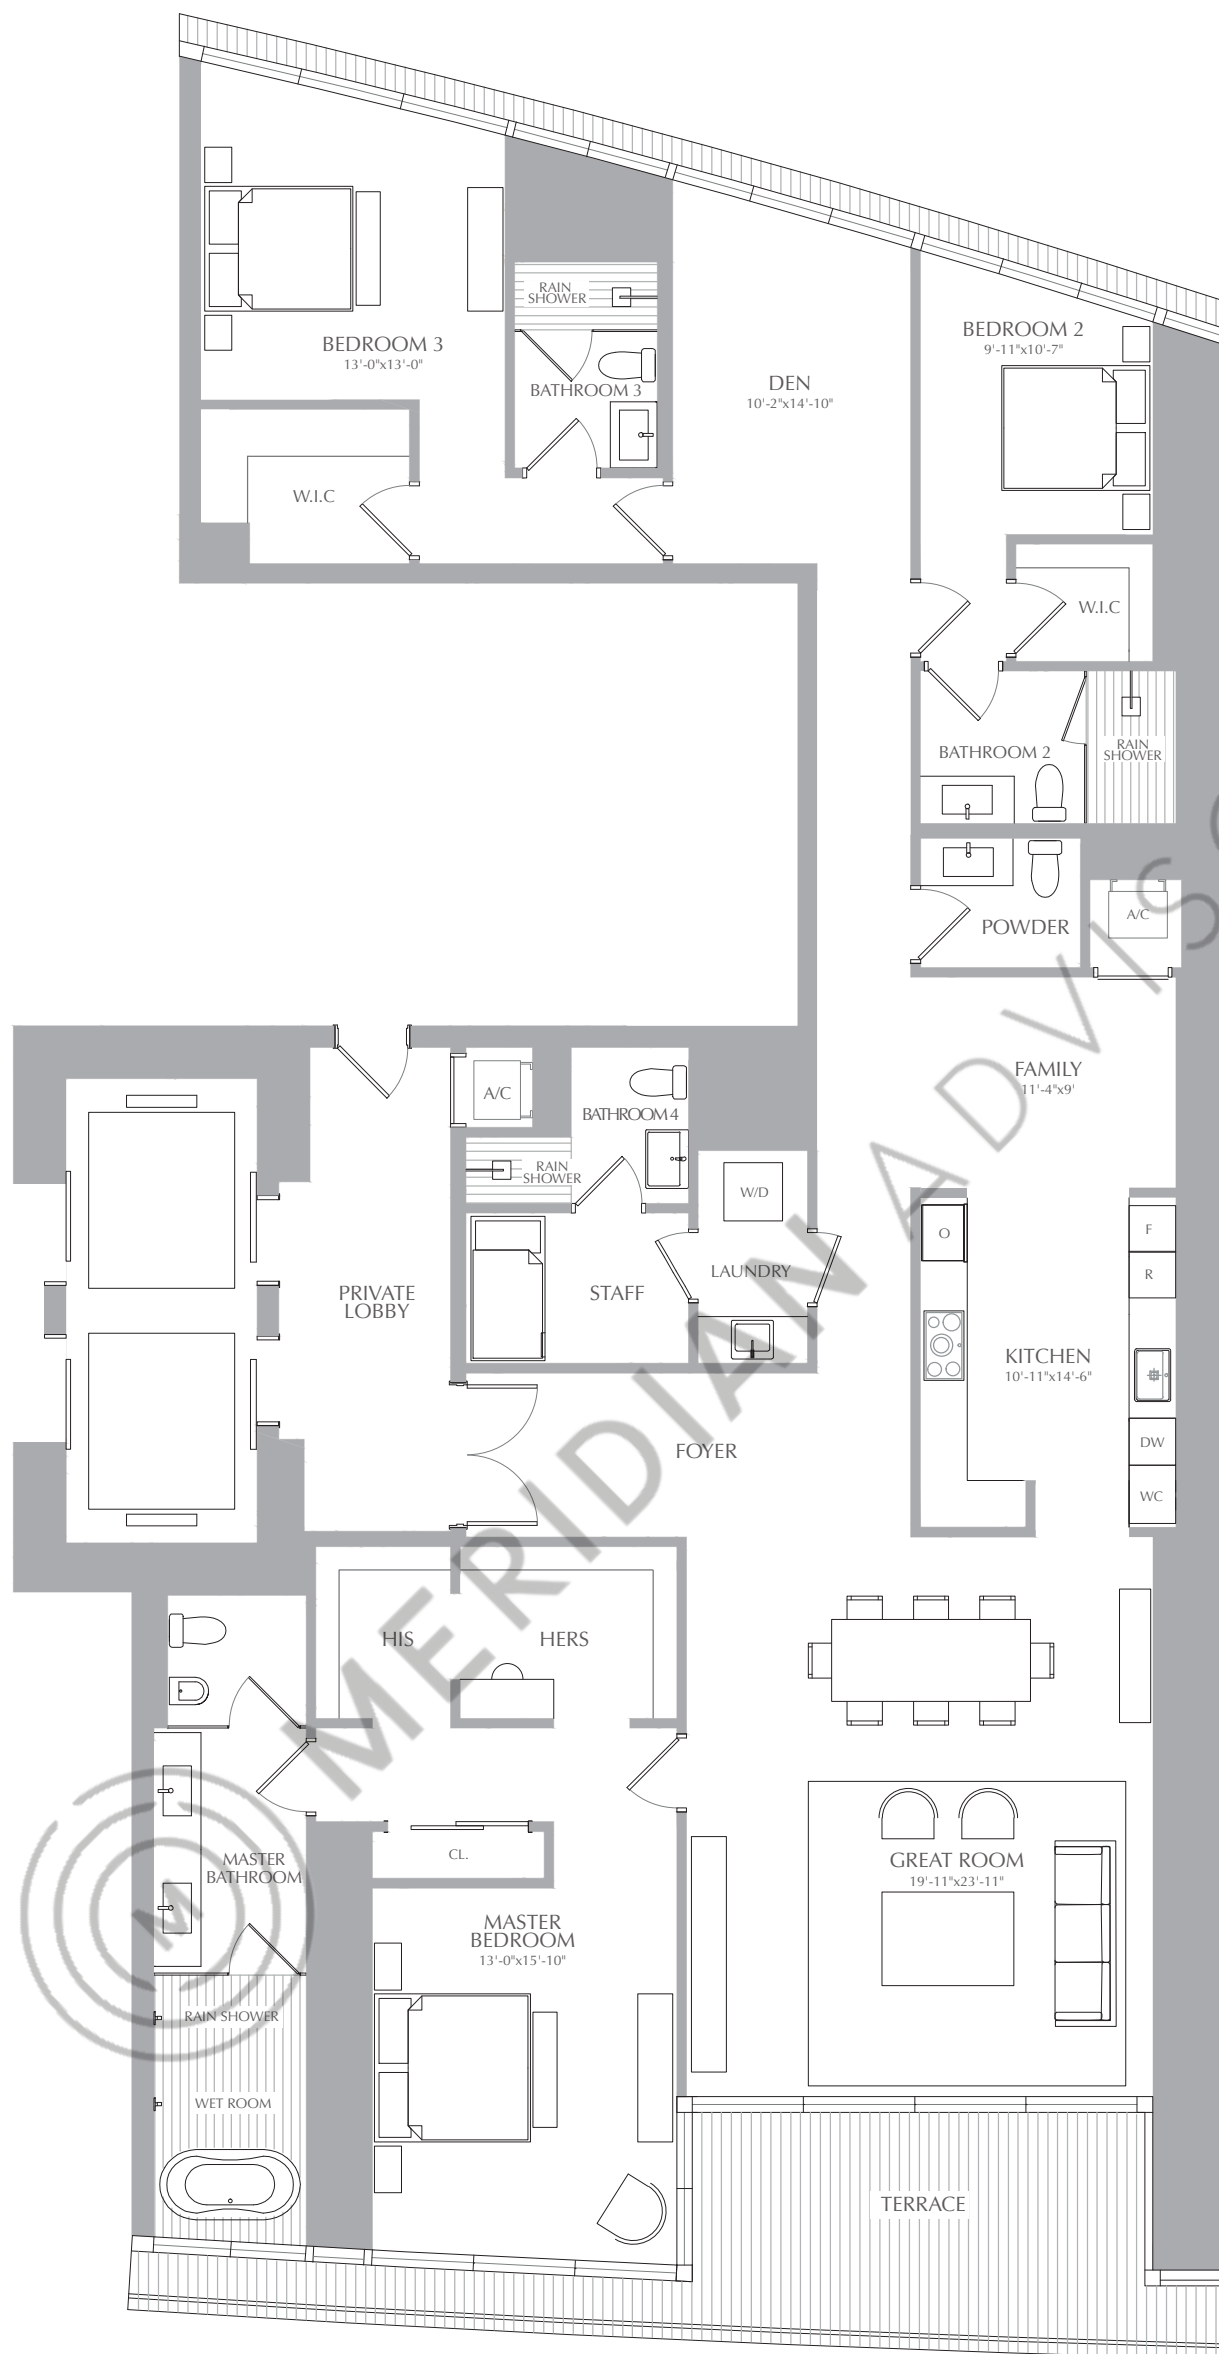 RAIN
SHOWER
BEDROOM 3
13'-0"x13'-0"
BATHROOM 3
W.I.C
DEN
10'-2"x14'-10"
BEDROOM 2
9'-11"x10'-7"
W.I.C
BATHROOM 2
RAIN
SHOWER
POWDER
A/C
FAMILY
11'-4"x9'
A/C
BATHROOM 4
RAIN
SHOWER
W/D
STAFF
LAUNDRY
PRIVATE
LOBBY
O
F
R
KITCHEN
10'-11"x14'-6"
DW
WC
FOYER
HIS
HERS
CL.
MASTER
BATHROOM
MASTER
BEDROOM
13'-0"x15'-10"
GREAT ROOM
19'-11"x23'-11"
RAIN SHOWER
WET ROOM
TERRACE
M MERIDIAN ADVIS